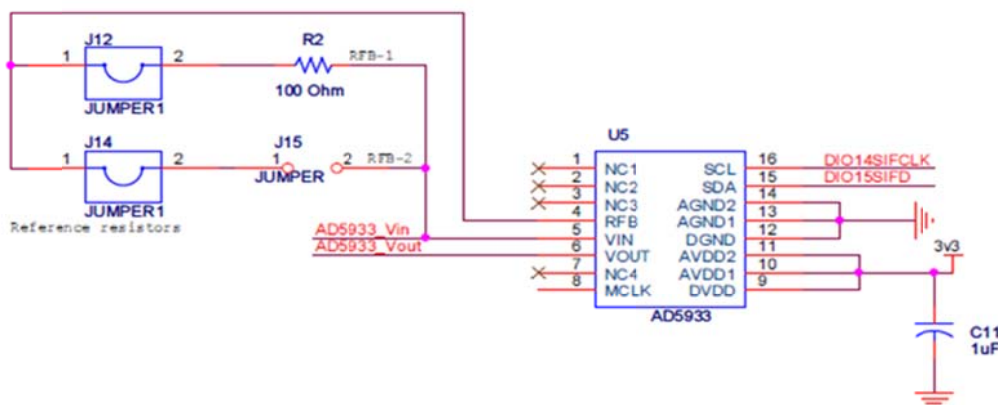 J12
1
2
JUMPER1
R2
100 Ohm
RFB-1
J14
1
2
JUMPER1
J15
1
2
JUMPER
RFB-2
Reference resistors
AD5933_Vin
AD5933_Vout
U5
1 NC1 SCL 16 DIO14SIFCLK
2 NC2 SDA 15 DIO15SIFD
3 NC3 AGND2 14
4 RFB AGND1 13
5 VIN DGND 12
6 VOUT AVDD2 11
7 NC4 AVDD1 10
8 MCLK DVDD 9
AD5933
3v3
C11
1uF